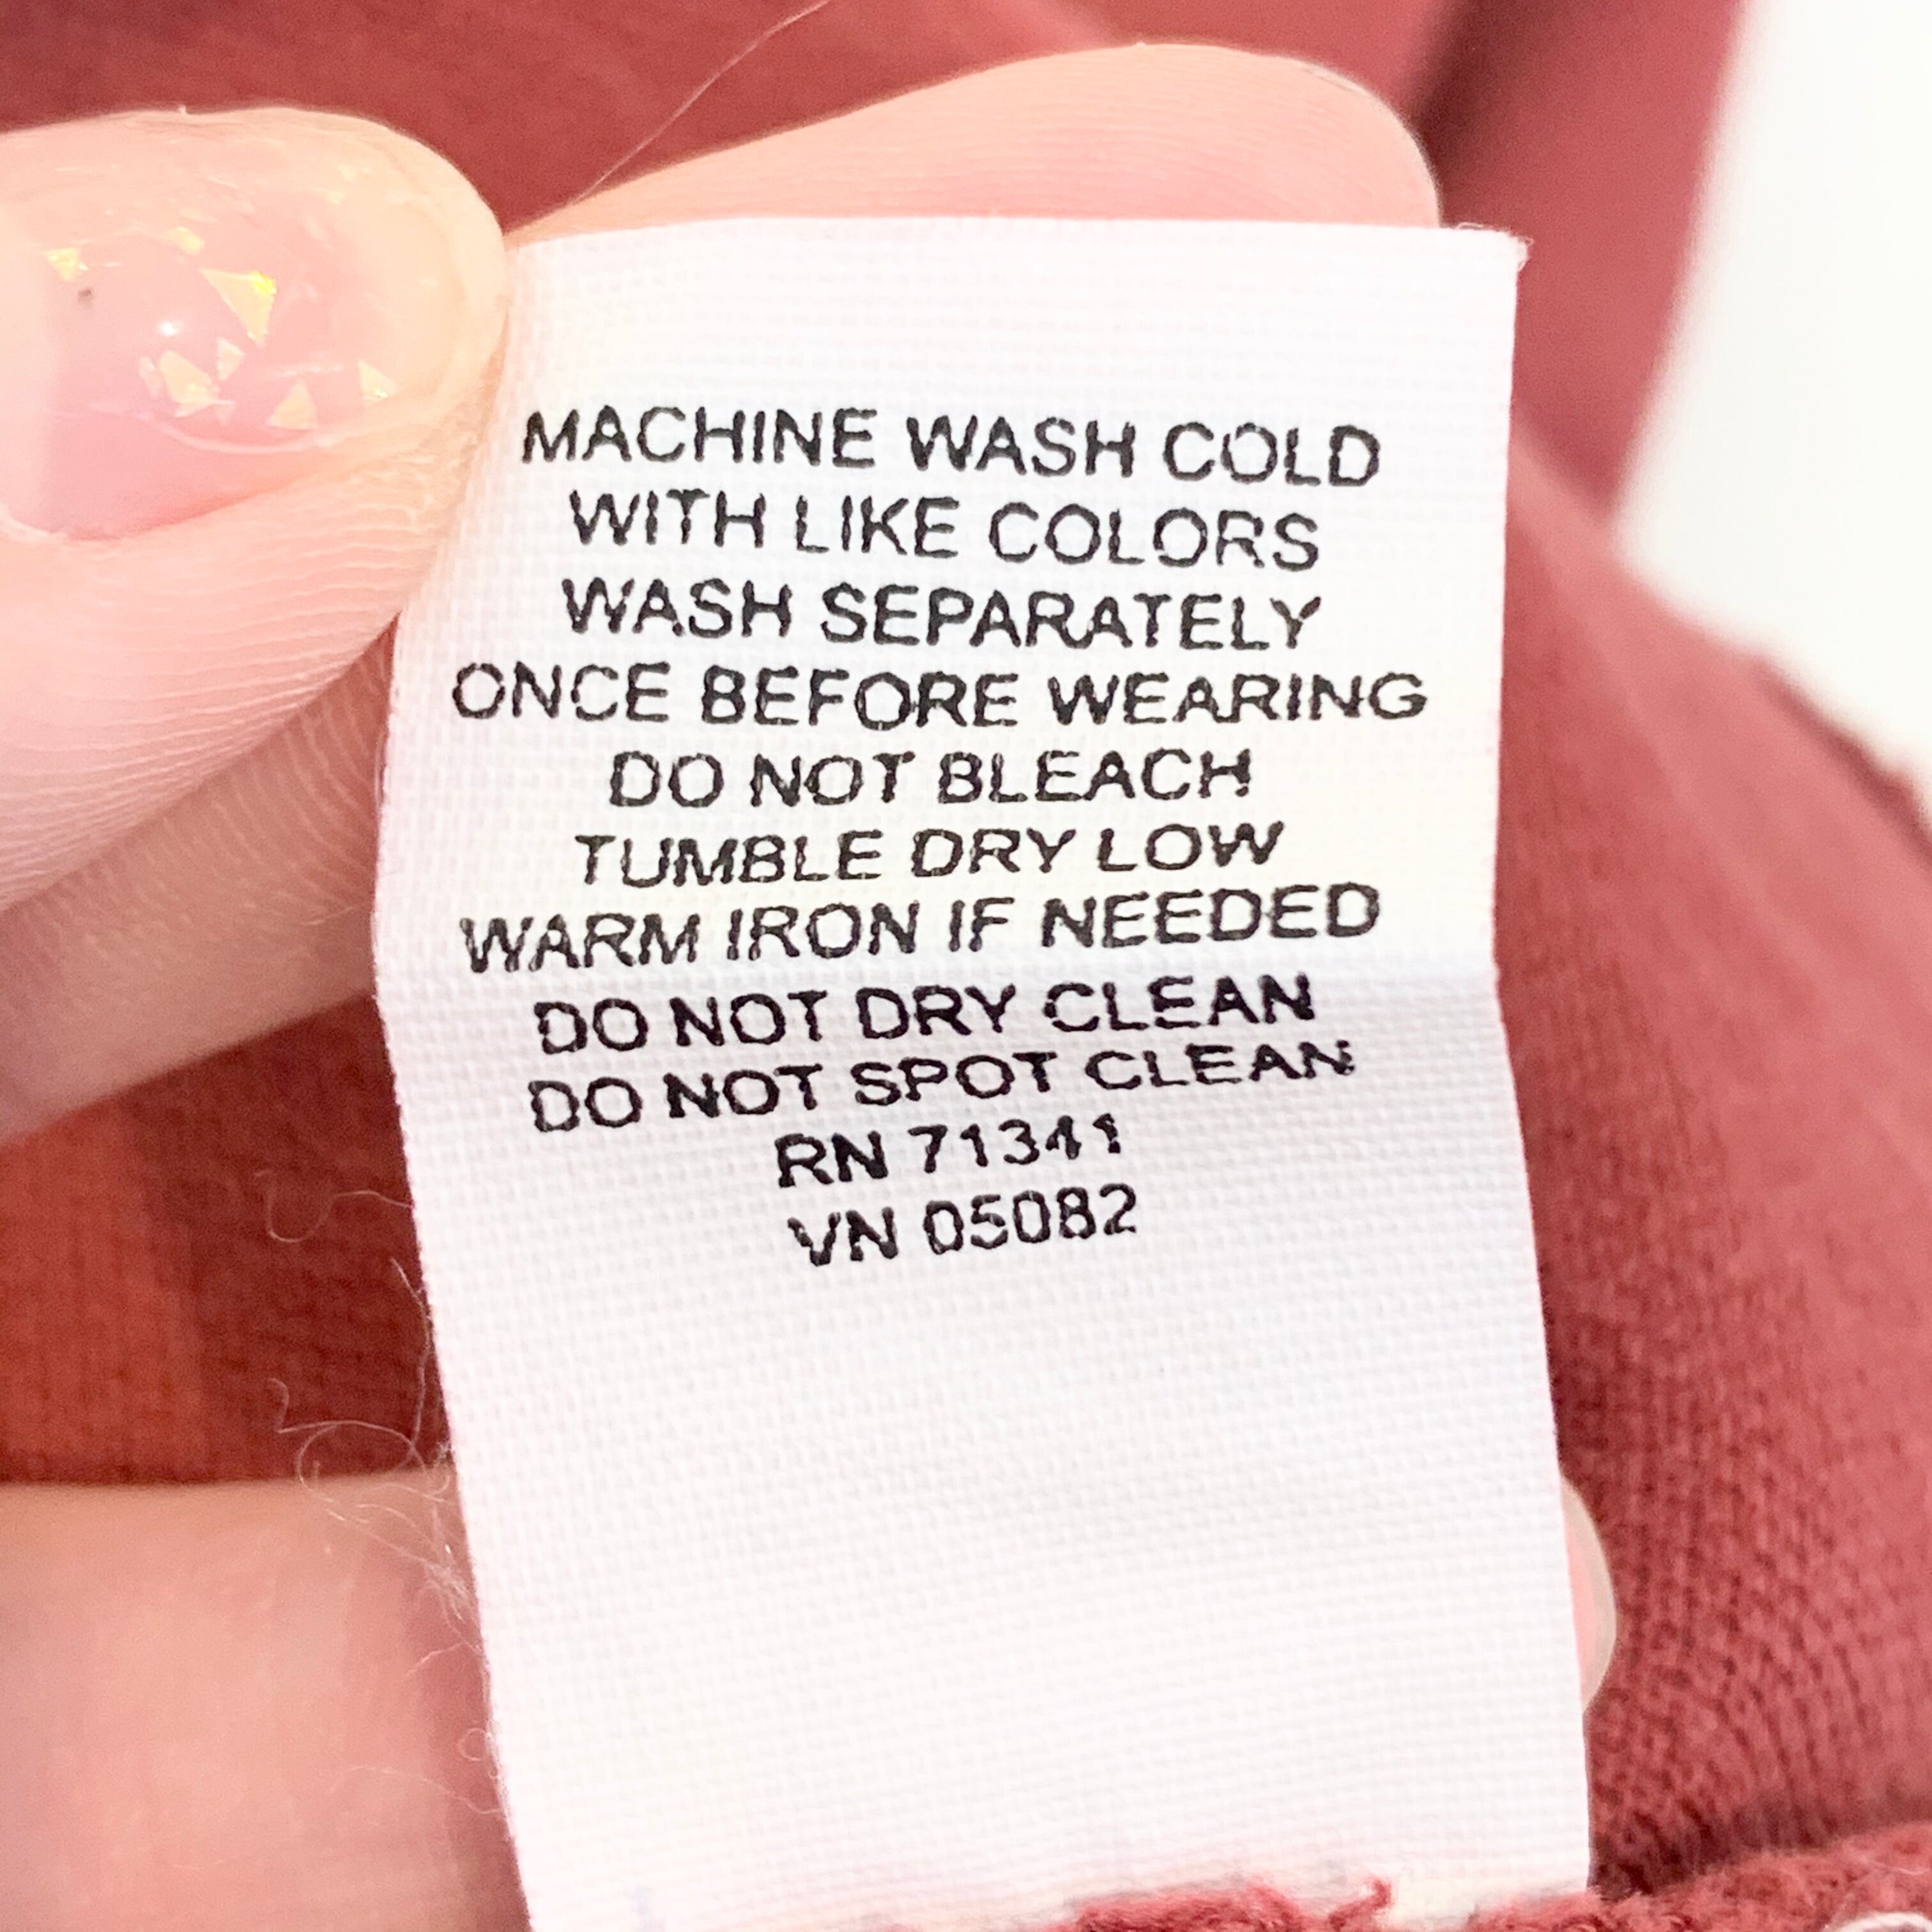 MACHINE WASH COLD
WITH LIKE COLORS
WASH SEPARATELY
ONCE BEFORE WEARING
DO NOT BLEACH
TUMBLE DRY LOW
WARM IRON IF NEEDED
DO NOT DRY CLEAN
DO NOT SPOT CLEAN
RN 71341
VN 05082